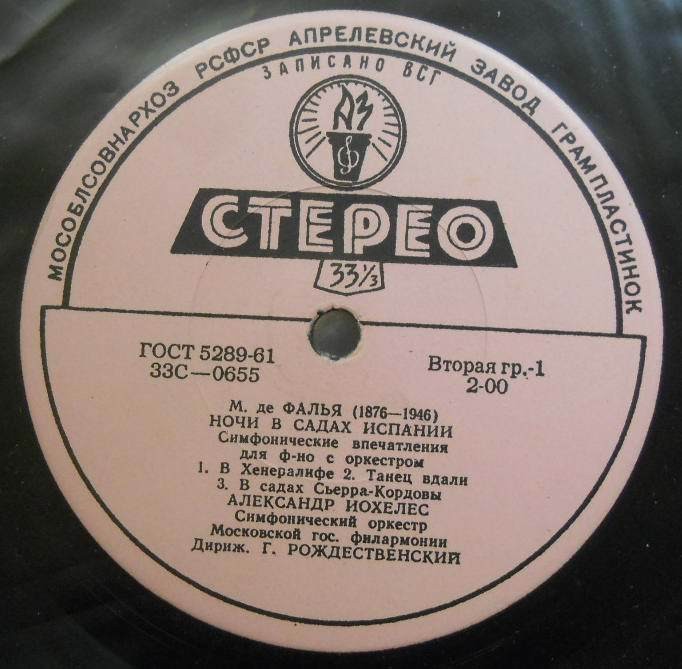 МОСОБЛСОВНАРХОЗ РСФСР АПРЕЛЕВСКИЙ ЗАВОД ГРАМПЛАСТИНОК
ЗАПИСАНО ВСГ
АЗ
СТЕРЕО
33⅓
ГОСТ 5289-61
33С—0655
Вторая гр.-1
2-00
М. де ФАЛЬЯ (1876—1946)
НОЧИ В САДАХ ИСПАНИИ
Симфонические впечатления
для ф-но с оркестром
1. В Хенералифе 2. Танец вдали
3. В садах Сьерра-Кордовы
АЛЕКСАНДР ИОХЕЛЕС
Симфонический оркестр
Московской гос. филармонии
Дириж. Г. РОЖДЕСТВЕНСКИЙ